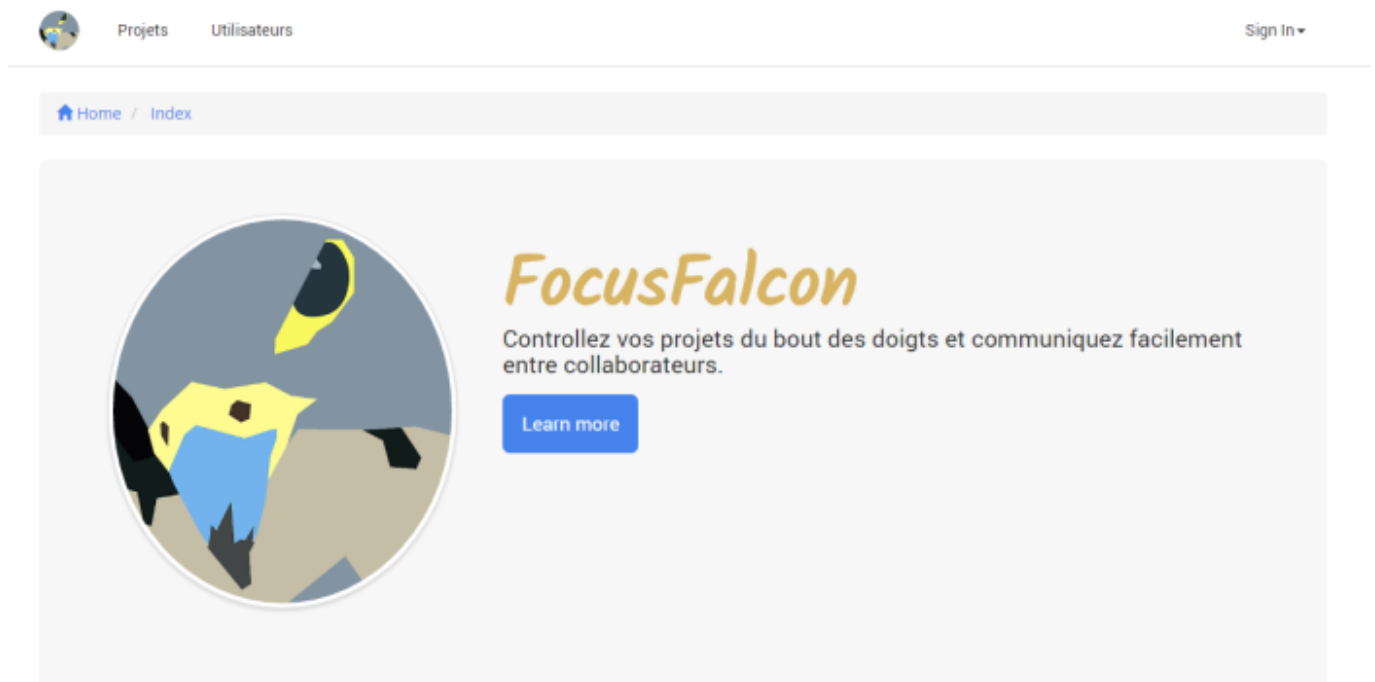 Projets Utilisateurs Sign In
Home / Index
FocusFalcon
Controllez vos projets du bout des doigts et communiquez facilement
entre collaborateurs.
Learn more